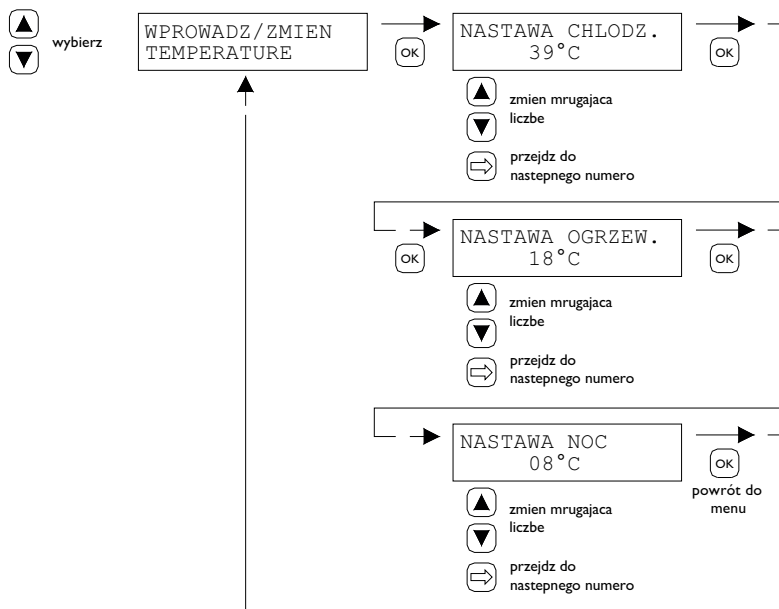 wybierz
WPROWADZ/ZMIEN
TEMPERATURE
OK
NASTAWA CHLODZ.
39°C
OK
zmien mrugajaca
liczbe
przejdz do
nastepnego numero
OK
NASTAWA OGRZEW.
18°C
OK
zmien mrugajaca
liczbe
przejdz do
nastepnego numero
NASTAWA NOC
08°C
OK
powrót do
menu
zmien mrugajaca
liczbe
przejdz do
nastepnego numero